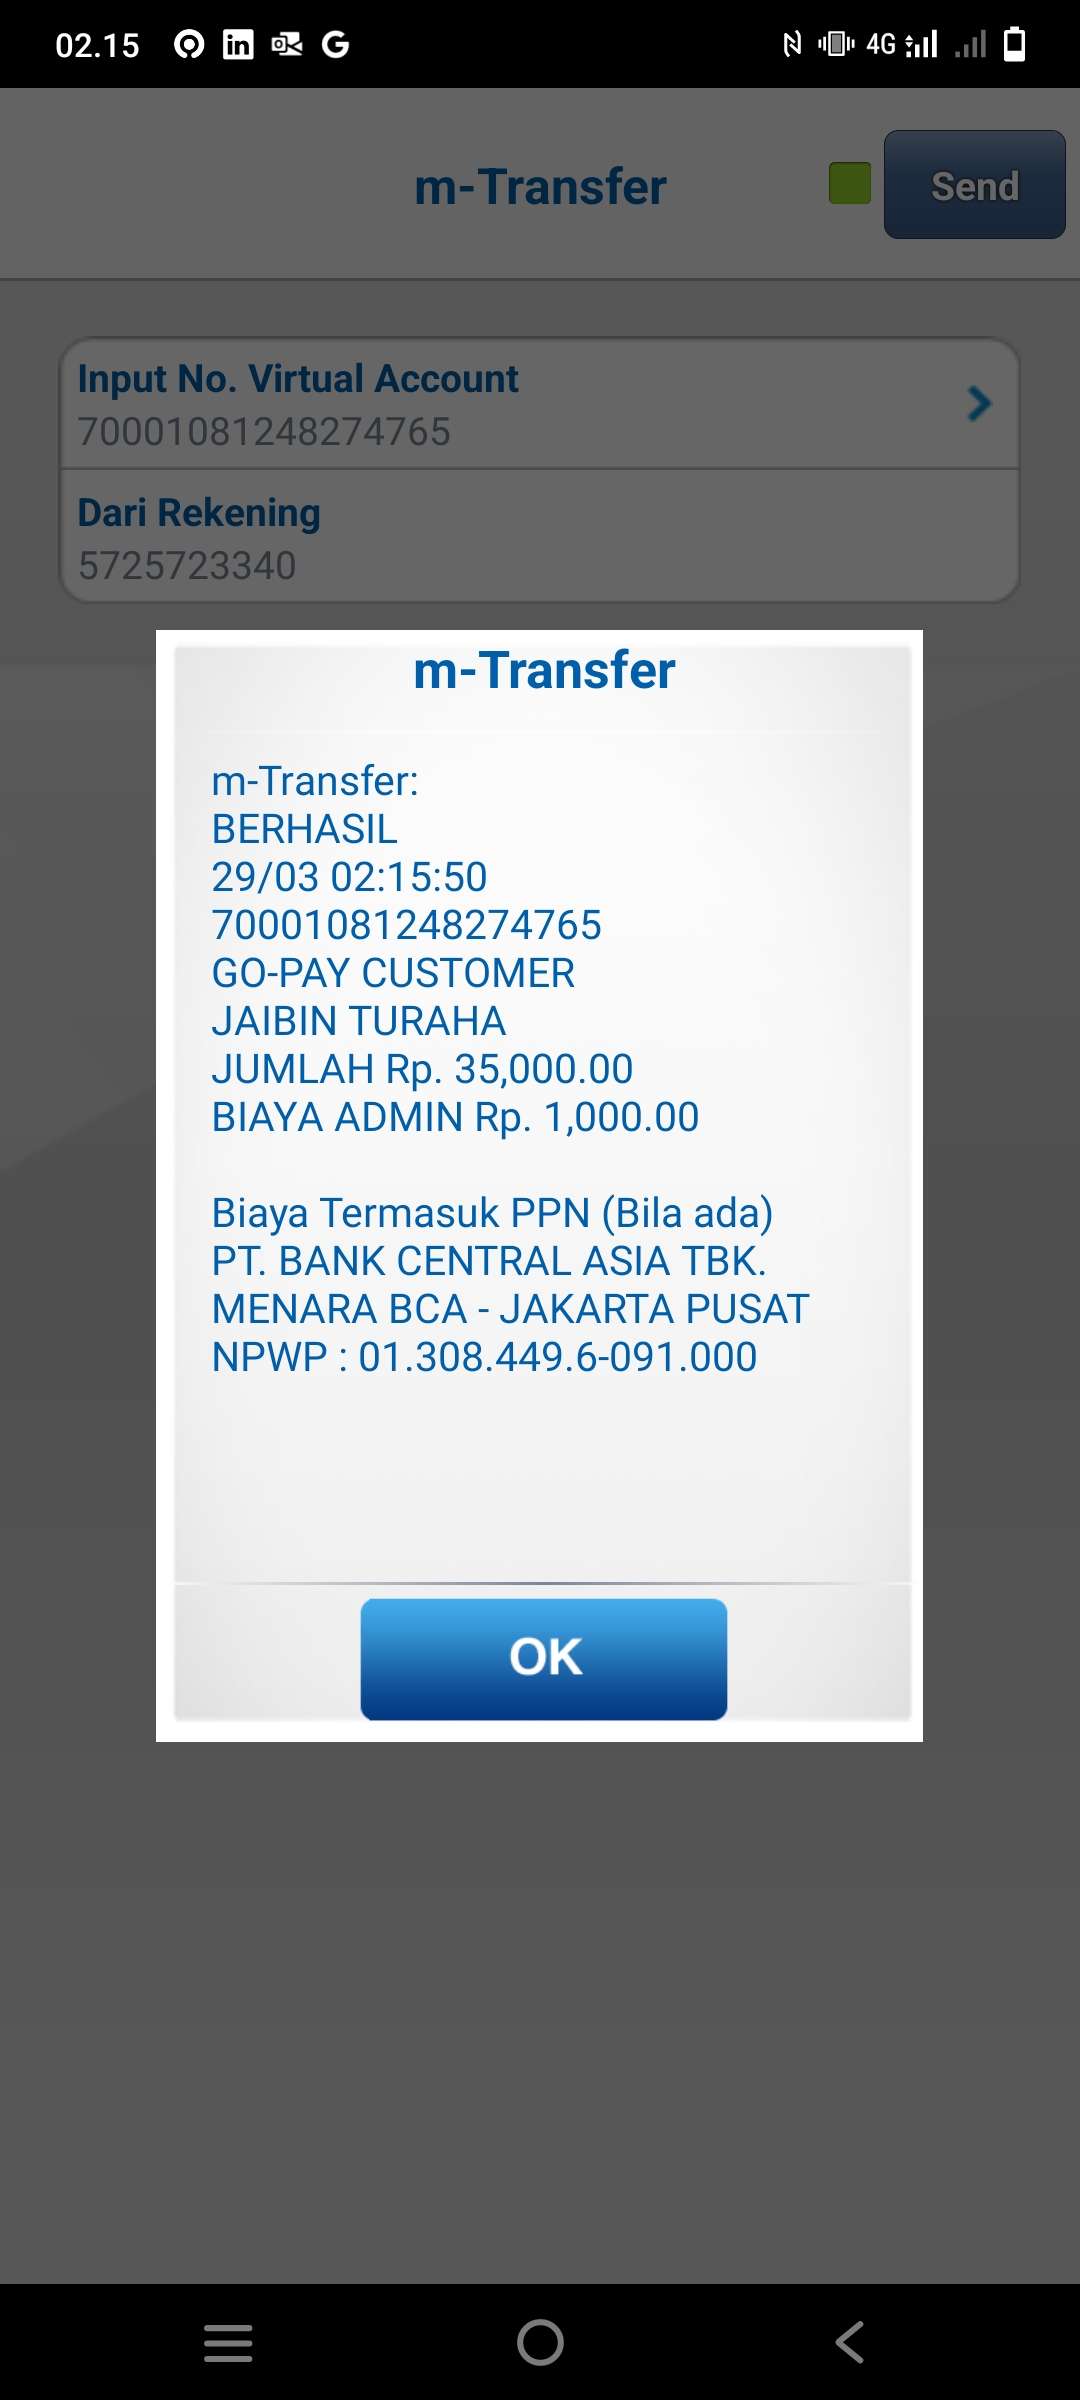 02.15
4G
m-Transfer
Send
Input No. Virtual Account
70001081248274765
Dari Rekening
5725723340
m-Transfer
m-Transfer:
BERHASIL
29/03 02:15:50
70001081248274765
GO-PAY CUSTOMER
JAIBIN TURAHA
JUMLAH Rp. 35,000.00
BIAYA ADMIN Rp. 1,000.00
Biaya Termasuk PPN (Bila ada)
PT. BANK CENTRAL ASIA TBK.
MENARA BCA - JAKARTA PUSAT
NPWP : 01.308.449.6-091.000
OK